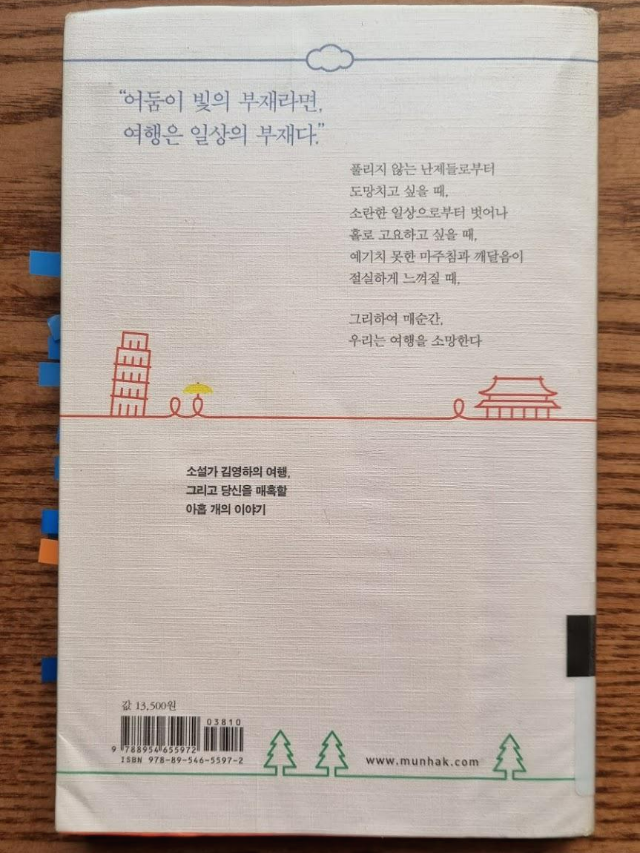 “어둠이 빛의 부재라면,
여행은 일상의 부재다.”
풀리지 않는 난제들로부터
도망치고 싶을 때,
소란한 일상으로부터 벗어나
홀로 고요하고 싶을 때,
예기치 못한 마주침과 깨달음이
절실하게 느껴질 때,
그리하여 매순간,
우리는 여행을 소망한다
소설가 김영하의 여행,
그리고 당신을 매혹할
아홉 개의 이야기
값 13,500원
03810
9 788954 655972
ISBN 978-89-546-5597-2
www.munhak.com